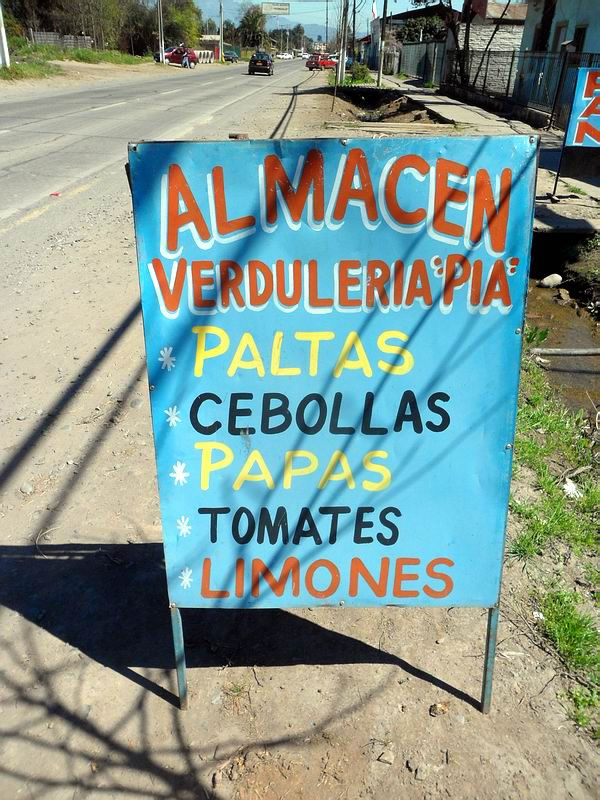 ALMACEN
VERDULERIA "PIA"
* PALTAS
* CEBOLLAS
* PAPAS
* TOMATES
* LIMONES